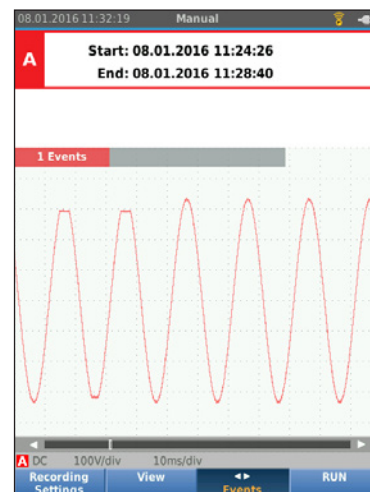 08.01.2016 11:32:19 Manual
A
Start: 08.01.2016 11:24:26
End: 08.01.2016 11:28:40
1 Events
A DC 100V/div 10ms/div
Recording Settings
View
Events
RUN